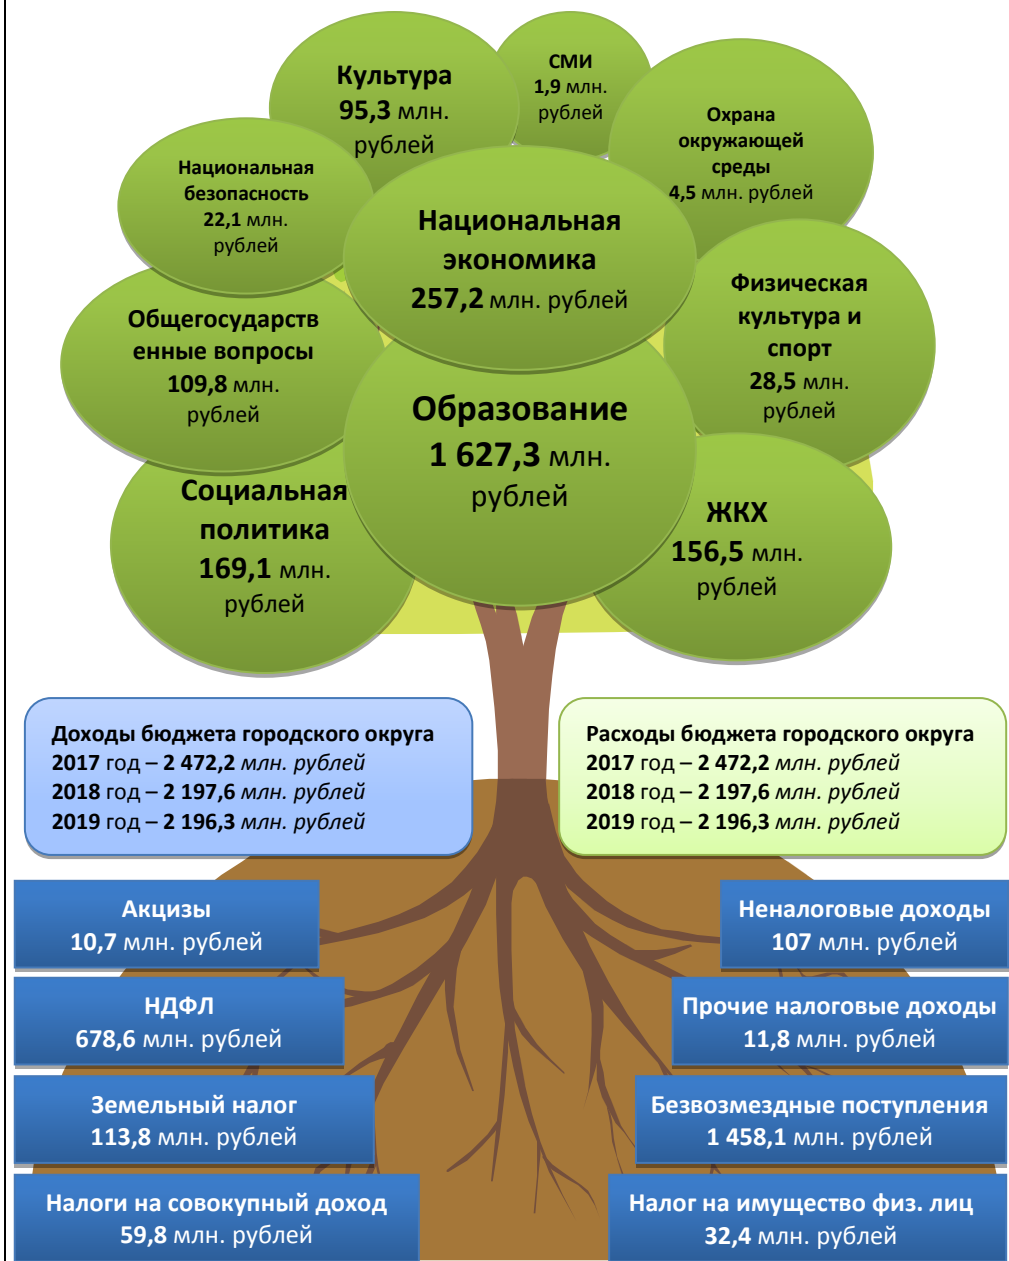 Культура
95,3 млн.
рублей
СМИ
1,9 млн.
рублей
Охрана
окружающей
среды
4,5 млн. рублей
Национальная
безопасность
22,1 млн.
рублей
Национальная
экономика
257,2 млн. рублей
Физическая
культура и
спорт
28,5 млн.
рублей
Общегосударств
енные вопросы
109,8 млн.
рублей
Образование
1 627,3 млн.
рублей
Социальная
политика
169,1 млн.
рублей
ЖКХ
156,5 млн.
рублей
Доходы бюджета городского округа
2017 год – 2 472,2 млн. рублей
2018 год – 2 197,6 млн. рублей
2019 год – 2 196,3 млн. рублей
Расходы бюджета городского округа
2017 год – 2 472,2 млн. рублей
2018 год – 2 197,6 млн. рублей
2019 год – 2 196,3 млн. рублей
Акцизы
10,7 млн. рублей
Неналоговые доходы
107 млн. рублей
НДФЛ
678,6 млн. рублей
Прочие налоговые доходы
11,8 млн. рублей
Земельный налог
113,8 млн. рублей
Безвозмездные поступления
1 458,1 млн. рублей
Налоги на совокупный доход
59,8 млн. рублей
Налог на имущество физ. лиц
32,4 млн. рублей